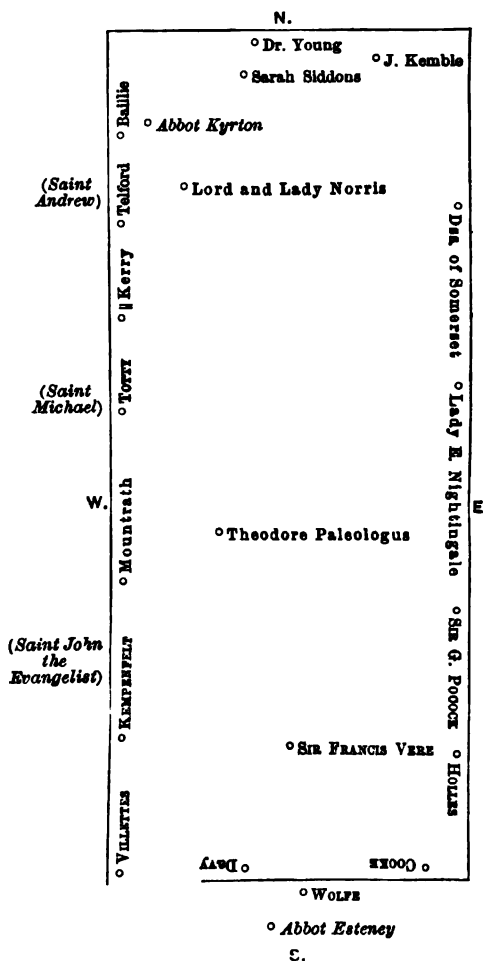 N.
Dr. Young
J. Kemble
Sarah Siddons
Baillie
Abbot Kyrton
(Saint
Andrew)
Telford
Lord and Lady Norris
Dss. of Somerset
Kerry
(Saint
Michael)
TOTTY
Lady E. Nightingale
W.
E
Mountrath
Theodore Paleologus
(Saint John
the
Evangelist)
KEMPENFELT
SIR G. POCOCK
SIR FRANCIS VERE
HOLLES
VILLETTES
Davy
COOKE
WOLFE
Abbot Esteney
S.